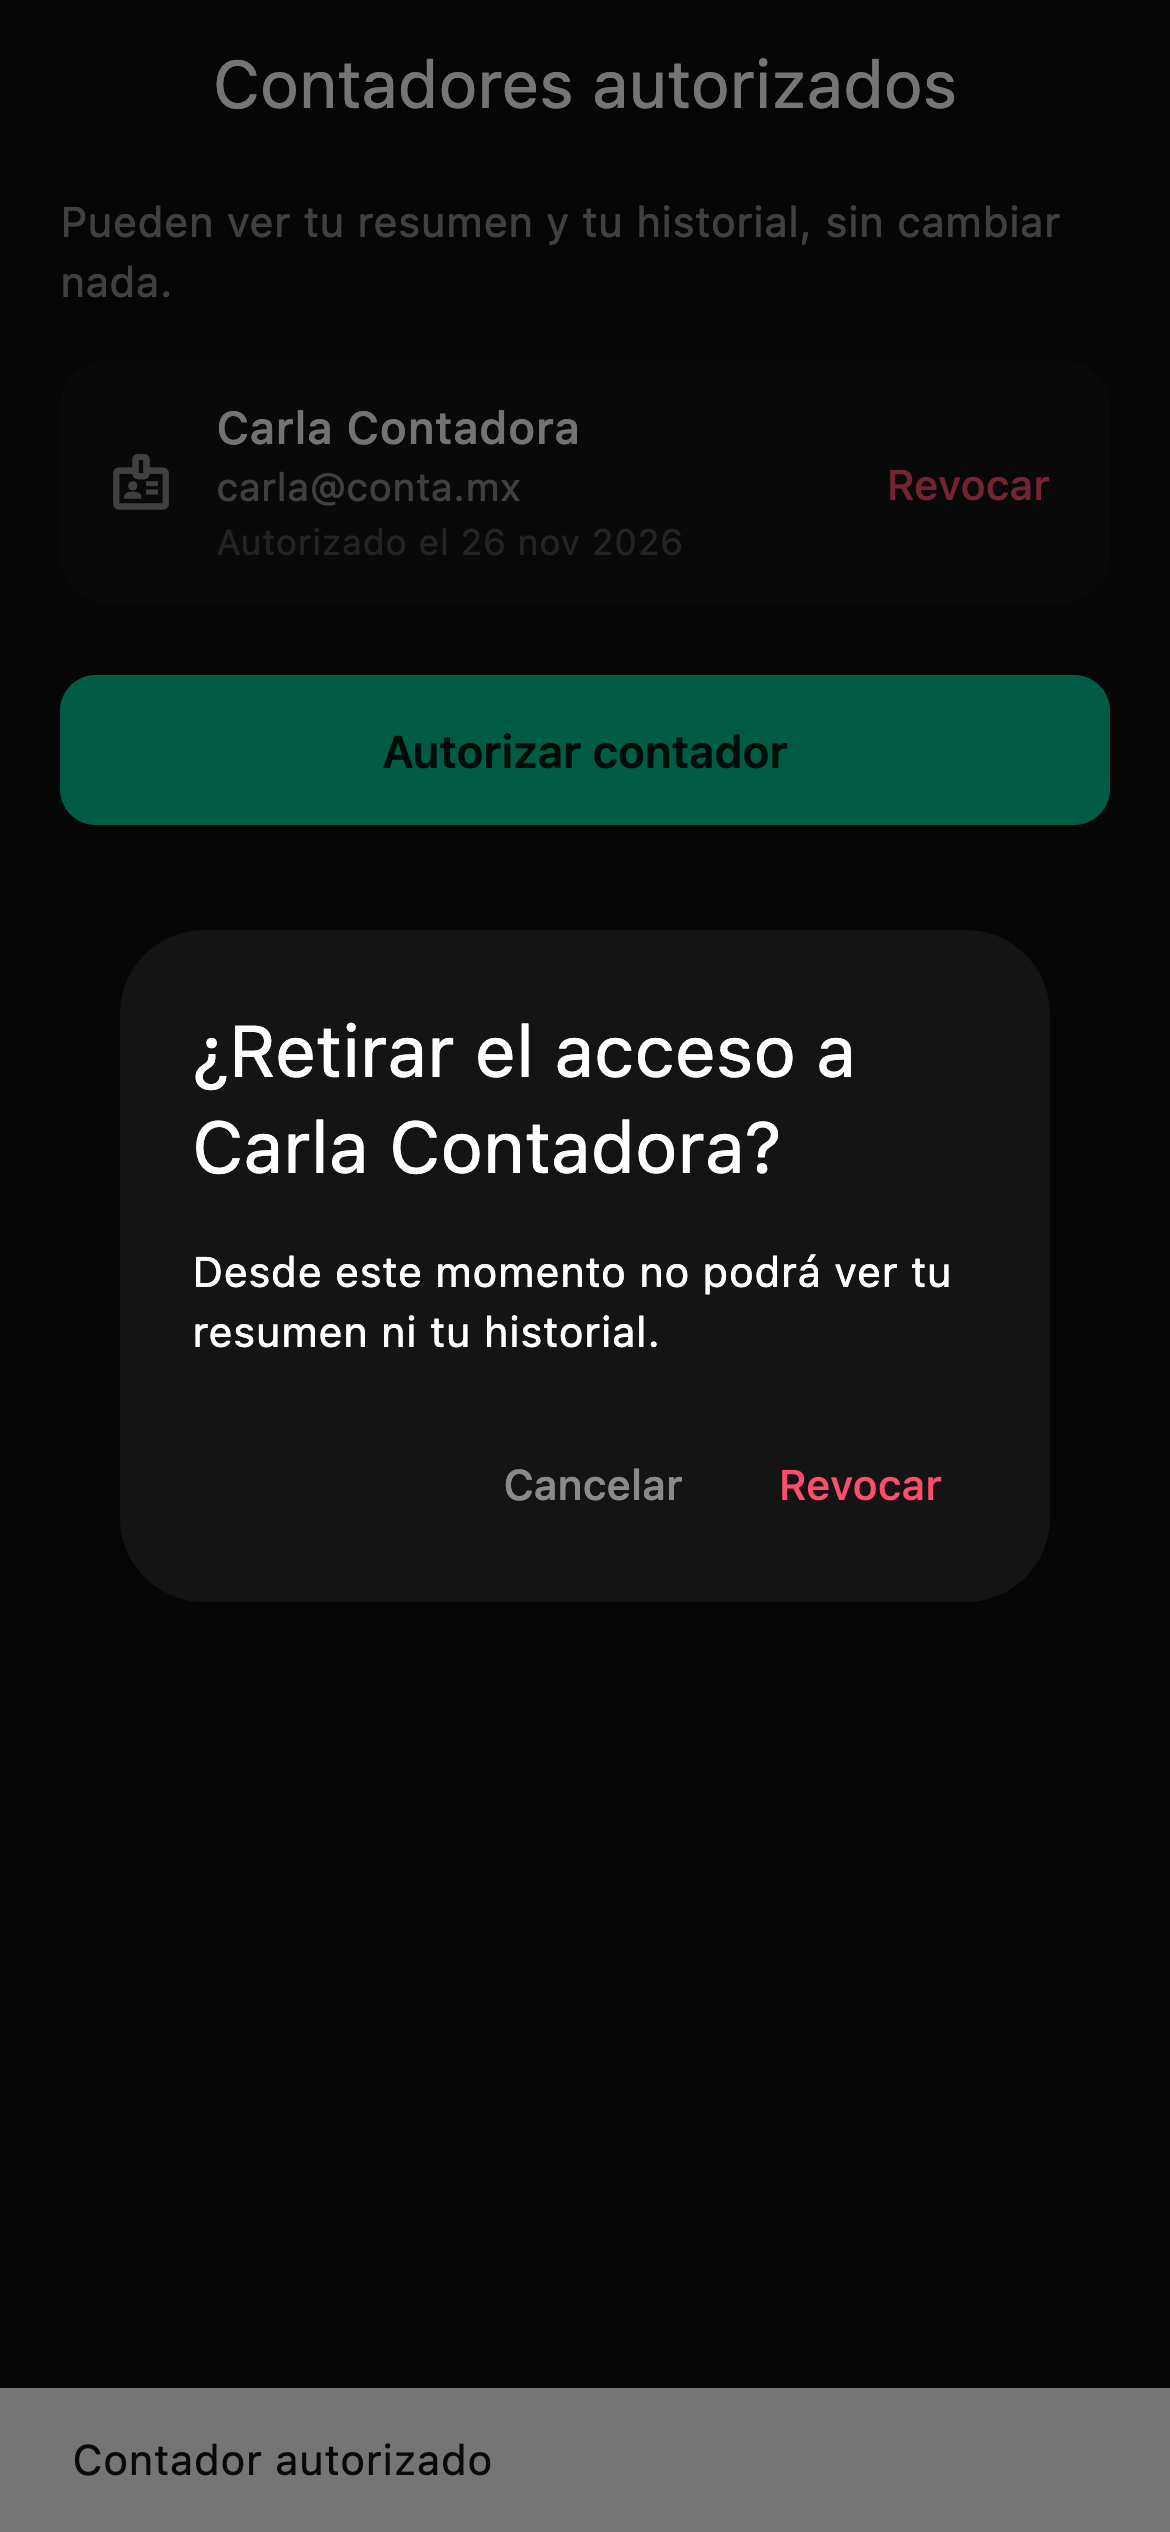 Contadores autorizados
Pueden ver tu resumen y tu historial, sin cambiar
nada.
Carla Contadora
carla@conta.mx
Revocar
Autorizado el 26 nov 2026
Autorizar contador
¿Retirar el acceso a
Carla Contadora?
Desde este momento no podrá ver tu
resumen ni tu historial.
Cancelar Revocar
Contador autorizado